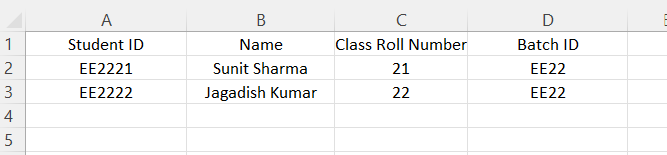 A B C D
1 Student ID Name Class Roll Number Batch ID
2 EE2221 Sunit Sharma 21 EE22
3 EE2222 Jagadish Kumar 22 EE22
4
5